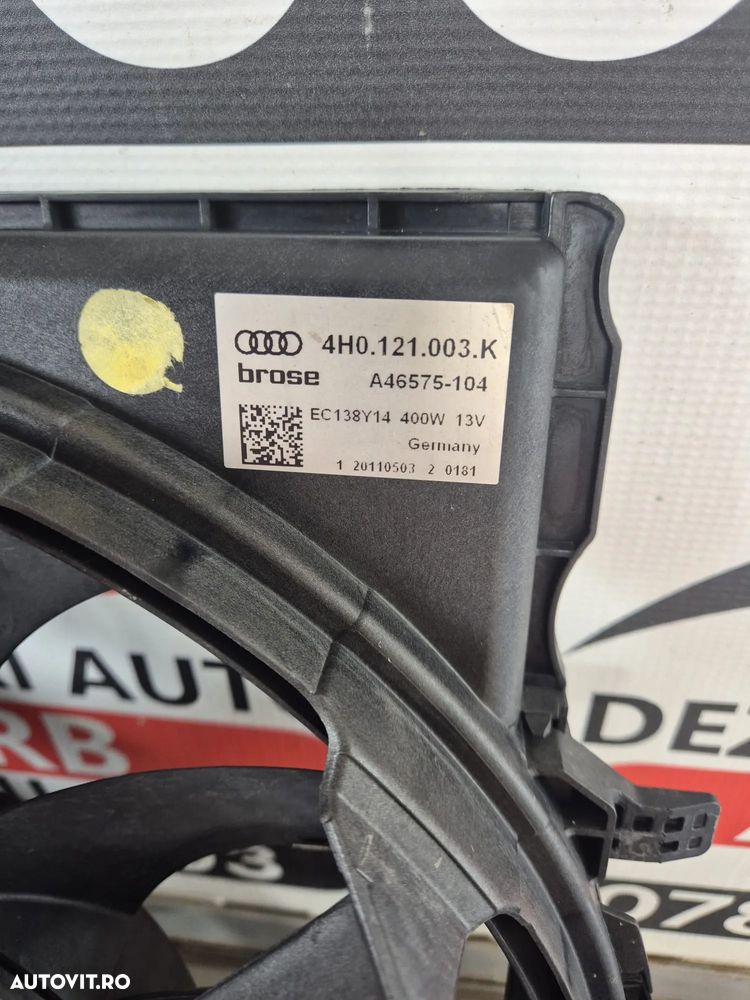 4H0.121.003.K
brose A46575-104
EC138Y14 400W 13V
Germany
1 20110503 2 0181
AUT
DEZ
RB
078
AUTOVIT.RO